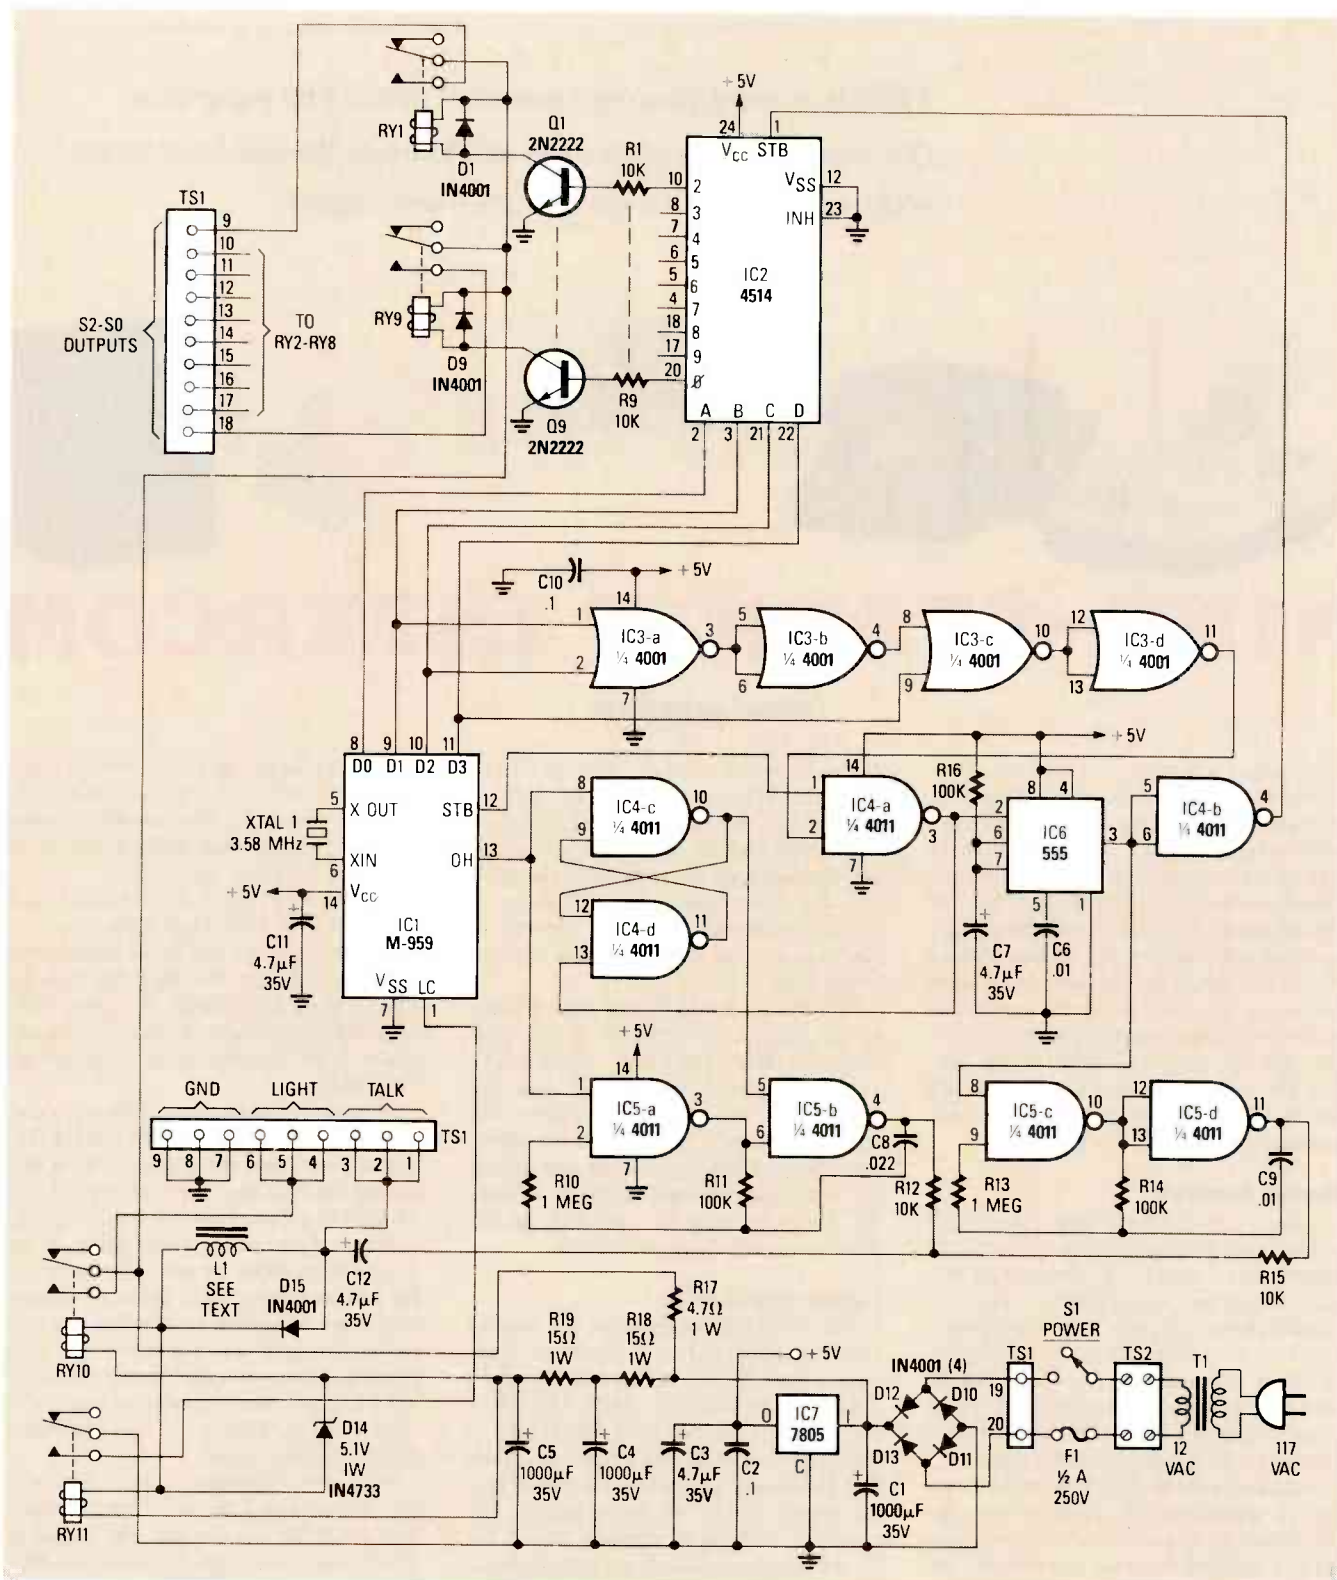 +5V
24
1
V CC STB
RY1
D1
IN4001
Q1
2N2222
R1
10K
10
2
8
3
7
4
6
5
5
6
4
7
18
8
17
9
20
Ø
V SS
12
INH
23
IC2
4514
A B C D
2 3 21 22
TS1
9
10
11
12
13
14
15
16
17
18
S2-S0
OUTPUTS
TO
RY2-RY8
RY9
D9
IN4001
Q9
2N2222
R9
10K
C10
.1
+5V
14
1
2
IC3-a
¼ 4001
7
3
5
6
IC3-b
¼ 4001
4
8
9
IC3-c
¼ 4001
10
12
13
IC3-d
¼ 4001
11
8 9 10 11
D0 D1 D2 D3
5
X OUT
STB
12
XTAL 1
3.58 MHz
XIN
6
OH
13
+5V
14
V CC
IC1
M-959
C11
4.7µF
35V
V SS LC
7
1
8
9
IC4-c
¼ 4011
10
12
13
IC4-d
¼ 4011
11
14
1
2
IC4-a
¼ 4011
3
7
+5V
R16
100K
8 4
2
6
7
IC6
555
3
5 1
C7
4.7µF
35V
C6
.01
5
6
IC4-b
¼ 4011
4
+5V
14
1
2
IC5-a
¼ 4011
3
7
R10
1 MEG
R11
100K
5
6
IC5-b
¼ 4011
4
C8
.022
R12
10K
8
9
IC5-c
¼ 4011
10
R13
1 MEG
R14
100K
12
13
IC5-d
¼ 4011
11
C9
.01
R15
10K
GND LIGHT TALK
TS1
9 8 7 6 5 4 3 2 1
L1
SEE
TEXT
D15
IN4001
C12
4.7µF
35V
RY10
R17
4.7Ω
1 W
R19
15Ω
1W
R18
15Ω
1W
+5V
IN4001 (4)
D12
D10
D13
D11
O
IC7
7805
I
C
TS1
19
20
S1
POWER
F1
½ A
250V
TS2
T1
12
VAC
117
VAC
D14
5.1V
1W
IN4733
RY11
C5
1000µF
35V
C4
1000µF
35V
C3
4.7µF
35V
C2
.1
C1
1000µF
35V